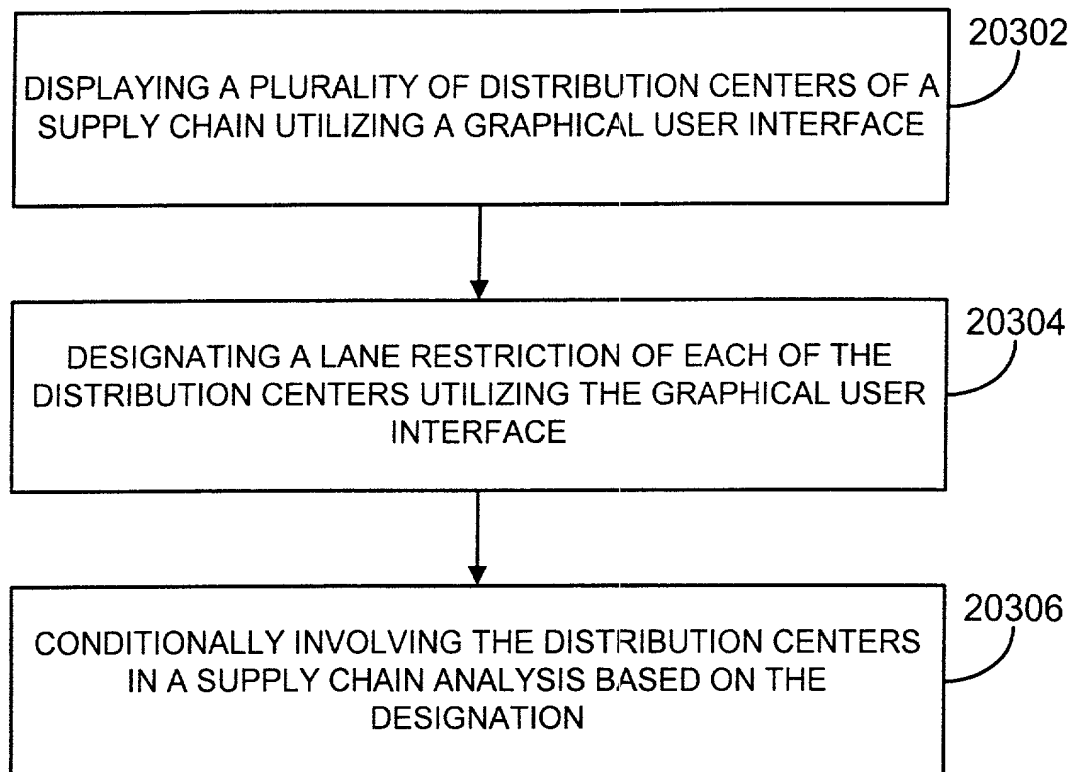 20302
DISPLAYING A PLURALITY OF DISTRIBUTION CENTERS OF A
SUPPLY CHAIN UTILIZING A GRAPHICAL USER INTERFACE
20304
DESIGNATING A LANE RESTRICTION OF EACH OF THE
DISTRIBUTION CENTERS UTILIZING THE GRAPHICAL USER
INTERFACE
20306
CONDITIONALLY INVOLVING THE DISTRIBUTION CENTERS
IN A SUPPLY CHAIN ANALYSIS BASED ON THE
DESIGNATION